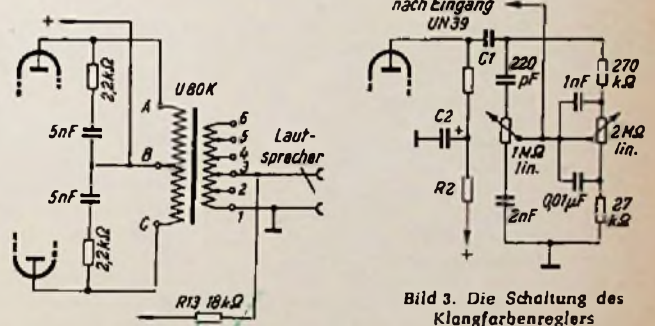 +
2,2kΩ
5nF
5nF
2,2kΩ
A
B
C
U80K
6
5
4
3
2
1
Laut-
sprecher
R13 18kΩ
nach Eingang
UN39
C1
220
pF
1nF
270
kΩ
C2
+
1MΩ
lin.
2MΩ
lin.
R2
2nF
0,01µF
27
kΩ
+
Bild 3. Die Schaltung des
Klangfarbenreglers